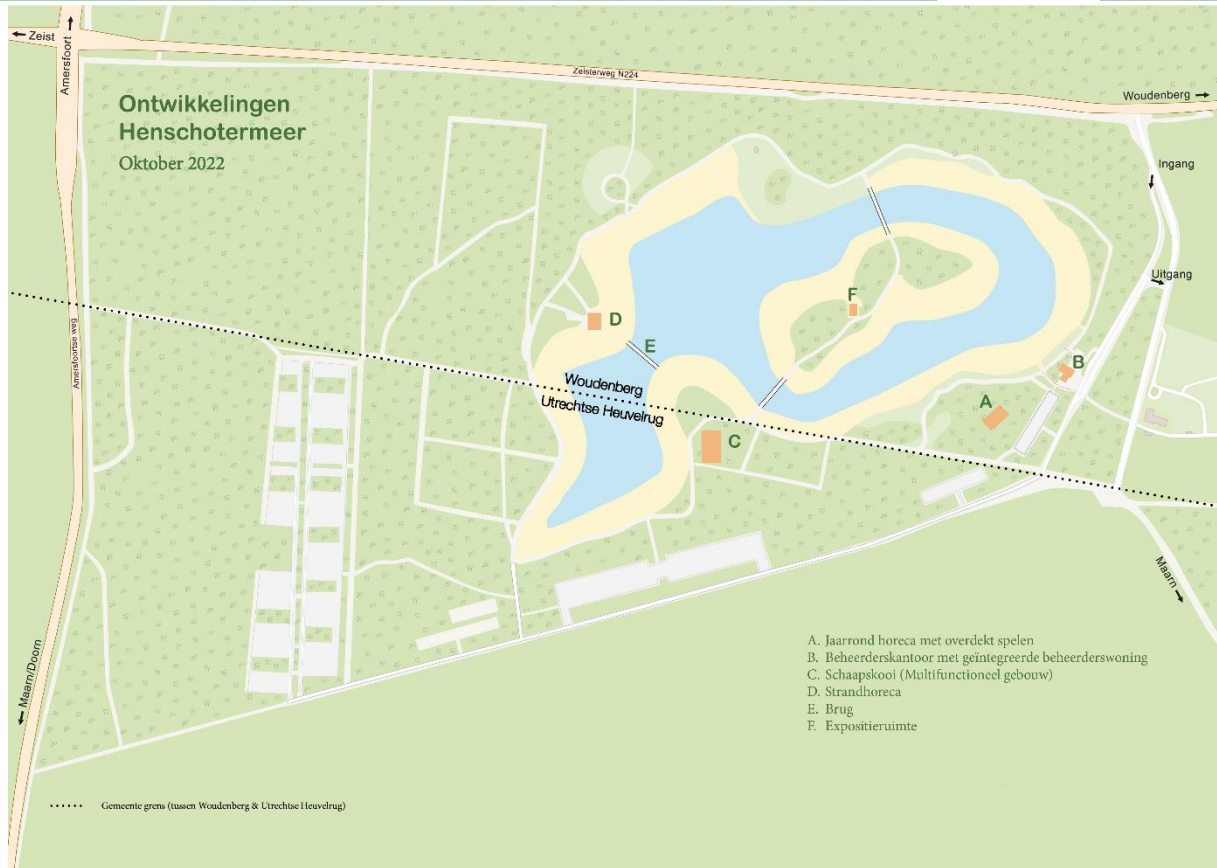 ← Zeist
Amersfoort →
Zeisterweg N224
Woudenberg →
Ontwikkelingen
Henschotermeer
Oktober 2022
Ingang
Uitgang
F
D
E
B
Woudenberg
Utrechtse Heuvelrug
A
C
Amersfoortse weg
Maarn →
← Maarn/Doorn
A. Jaarrond horeca met overdekt spelen
B. Beheerderskantoor met geïntegreerde beheerderswoning
C. Schaapskooi (Multifunctioneel gebouw)
D. Strandhoreca
E. Brug
F. Expositieruimte
Gemeente grens (tussen Woudenberg & Utrechtse Heuvelrug)